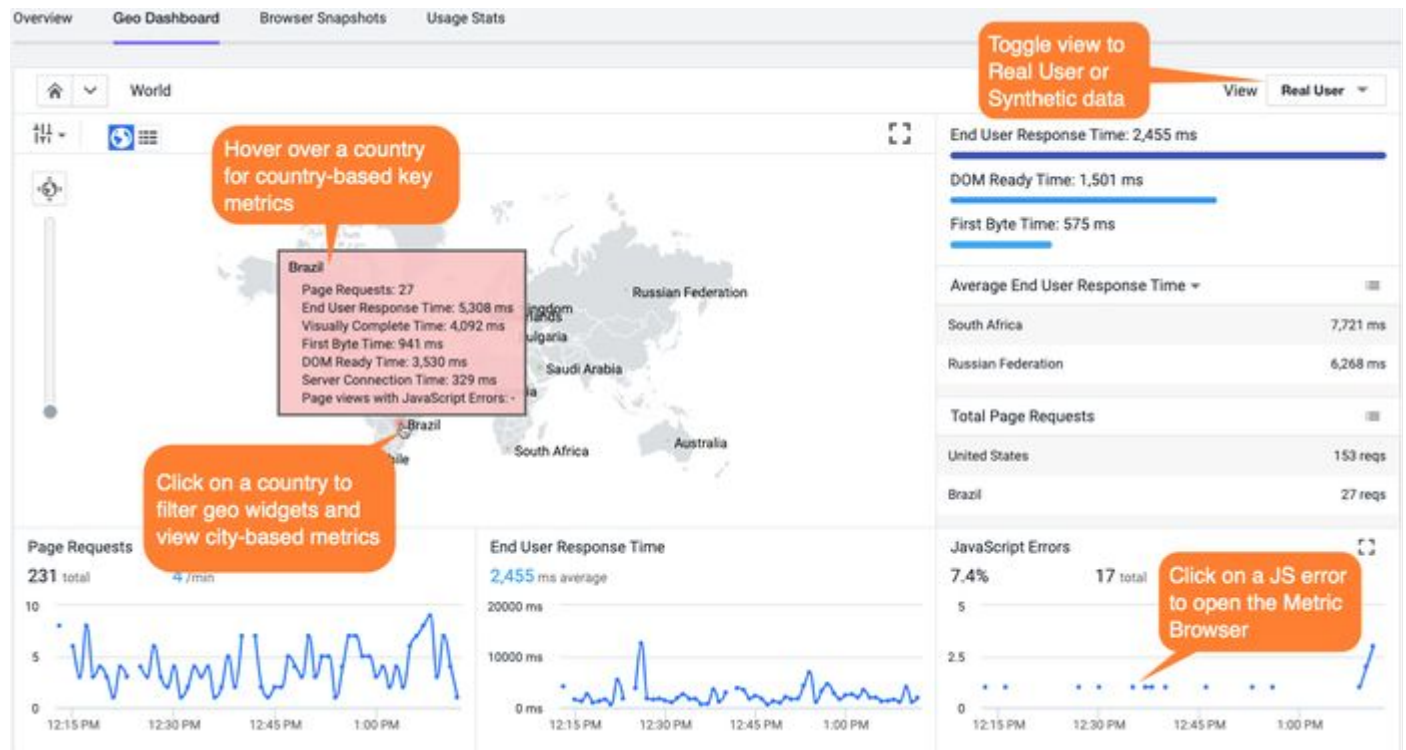 Overview Geo Dashboard Browser Snapshots Usage Stats
Toggle view to
Real User or
Synthetic data
World
View Real User
Hover over a country
for country-based key
metrics
Brazil
Page Requests: 27
End User Response Time: 5,308 ms
Visually Complete Time: 4,092 ms
First Byte Time: 941 ms
DOM Ready Time: 3,530 ms
Server Connection Time: 329 ms
Page views with JavaScript Errors: -
Russian Federation
Saudi Arabia
Brazil
South Africa
Australia
Click on a country to
filter geo widgets and
view city-based metrics
End User Response Time: 2,455 ms
DOM Ready Time: 1,501 ms
First Byte Time: 575 ms
Average End User Response Time
South Africa 7,721 ms
Russian Federation 6,268 ms
Total Page Requests
United States 153 reqs
Brazil 27 reqs
Page Requests
231 total 4 /min
10
5
0
12:15 PM 12:30 PM 12:45 PM 1:00 PM
End User Response Time
2,455 ms average
20000 ms
10000 ms
0 ms
12:15 PM 12:30 PM 12:45 PM 1:00 PM
JavaScript Errors
7.4% 17 total
Click on a JS error
to open the Metric
Browser
5
2.5
0
12:15 PM 12:30 PM 12:45 PM 1:00 PM